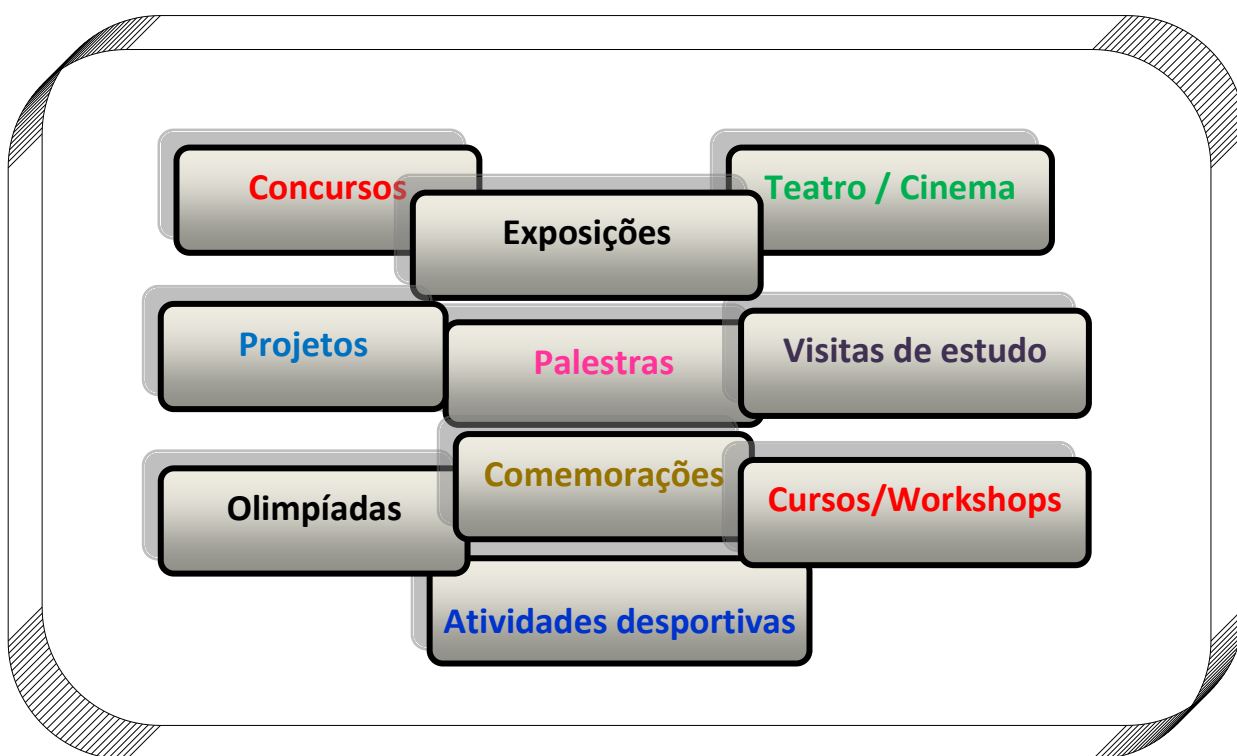 Concursos
Teatro / Cinema
Exposições
Projetos
Palestras
Visitas de estudo
Comemorações
Olimpíadas
Cursos/Workshops
Atividades desportivas